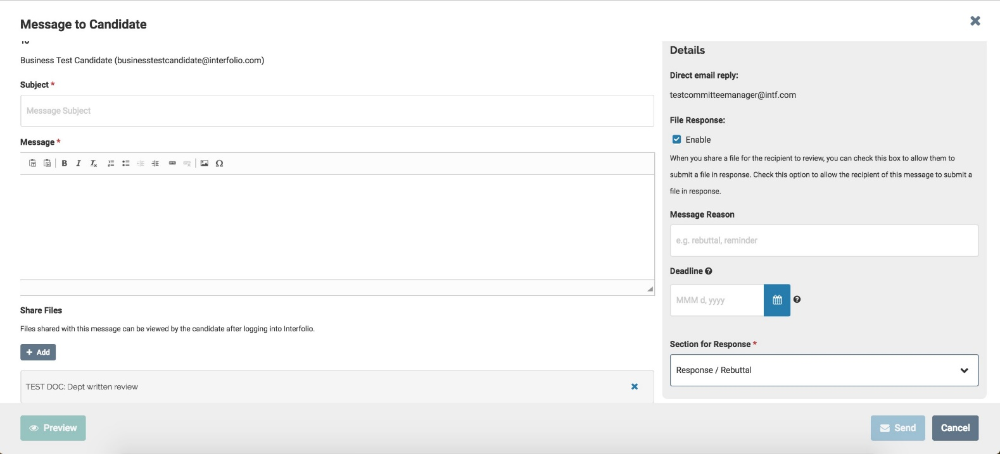 Message to Candidate
To
Business Test Candidate (businesstestcandidate@interfolio.com)
Subject *
Message Subject
Message *
Share Files
Files shared with this message can be viewed by the candidate after logging into Interfolio.
+ Add
TEST DOC: Dept written review
Preview
Details
Direct email reply:
testcommitteemanager@intf.com
File Response:
Enable
When you share a file for the recipient to review, you can check this box to allow them to
submit a file in response. Check this option to allow the recipient of this message to submit a
file in response.
Message Reason
e.g. rebuttal, reminder
Deadline
MMM d, yyyy
Section for Response *
Response / Rebuttal
Send
Cancel